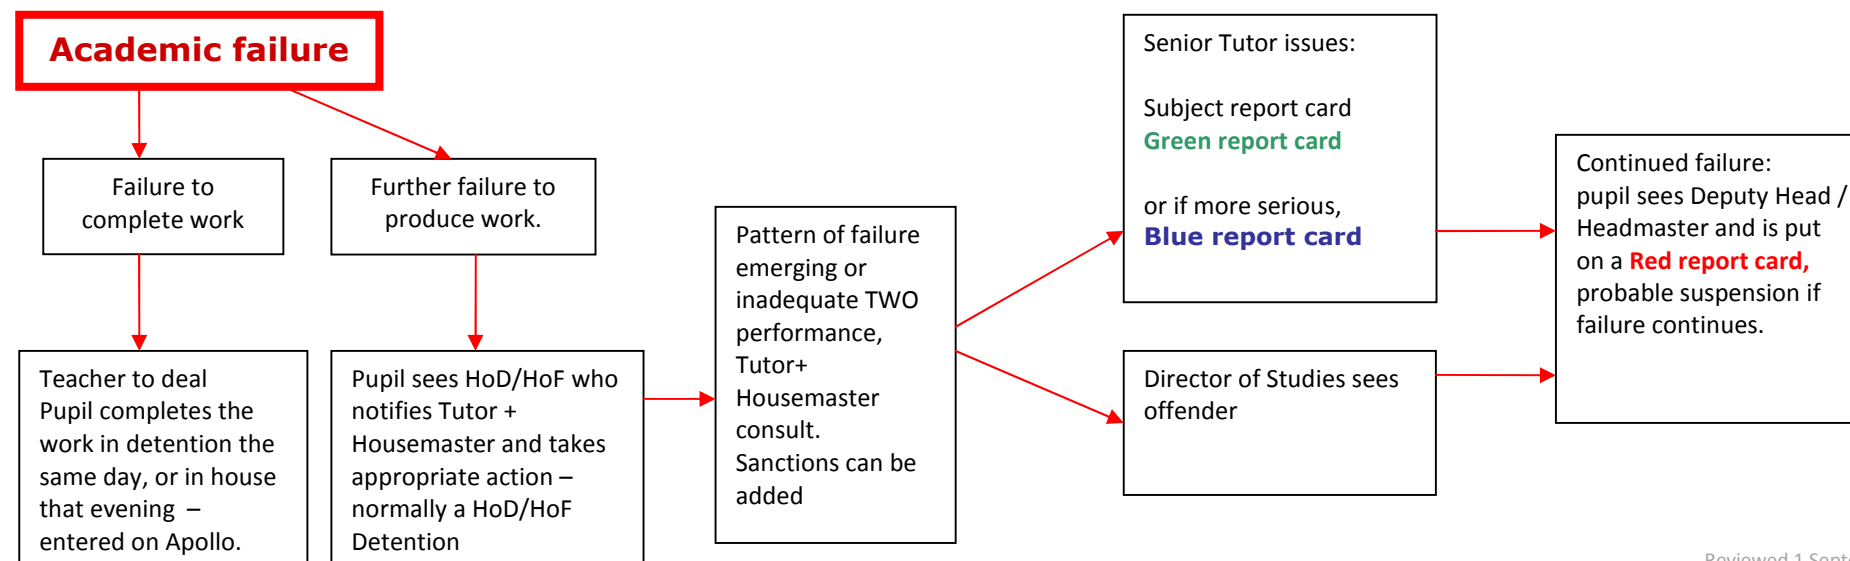 Academic failure
Failure to
complete work
Further failure to
produce work.
Teacher to deal
Pupil completes the
work in detention the
same day, or in house
that evening –
entered on Apollo.
Pupil sees HoD/HoF who
notifies Tutor +
Housemaster and takes
appropriate action –
normally a HoD/HoF
Detention
Pattern of failure
emerging or
inadequate TWO
performance,
Tutor+
Housemaster
consult.
Sanctions can be
added
Senior Tutor issues:
Subject report card
Green report card
or if more serious,
Blue report card
Director of Studies sees
offender
Continued failure:
pupil sees Deputy Head /
Headmaster and is put
on a Red report card,
probable suspension if
failure continues.
Reviewed 1 Sept